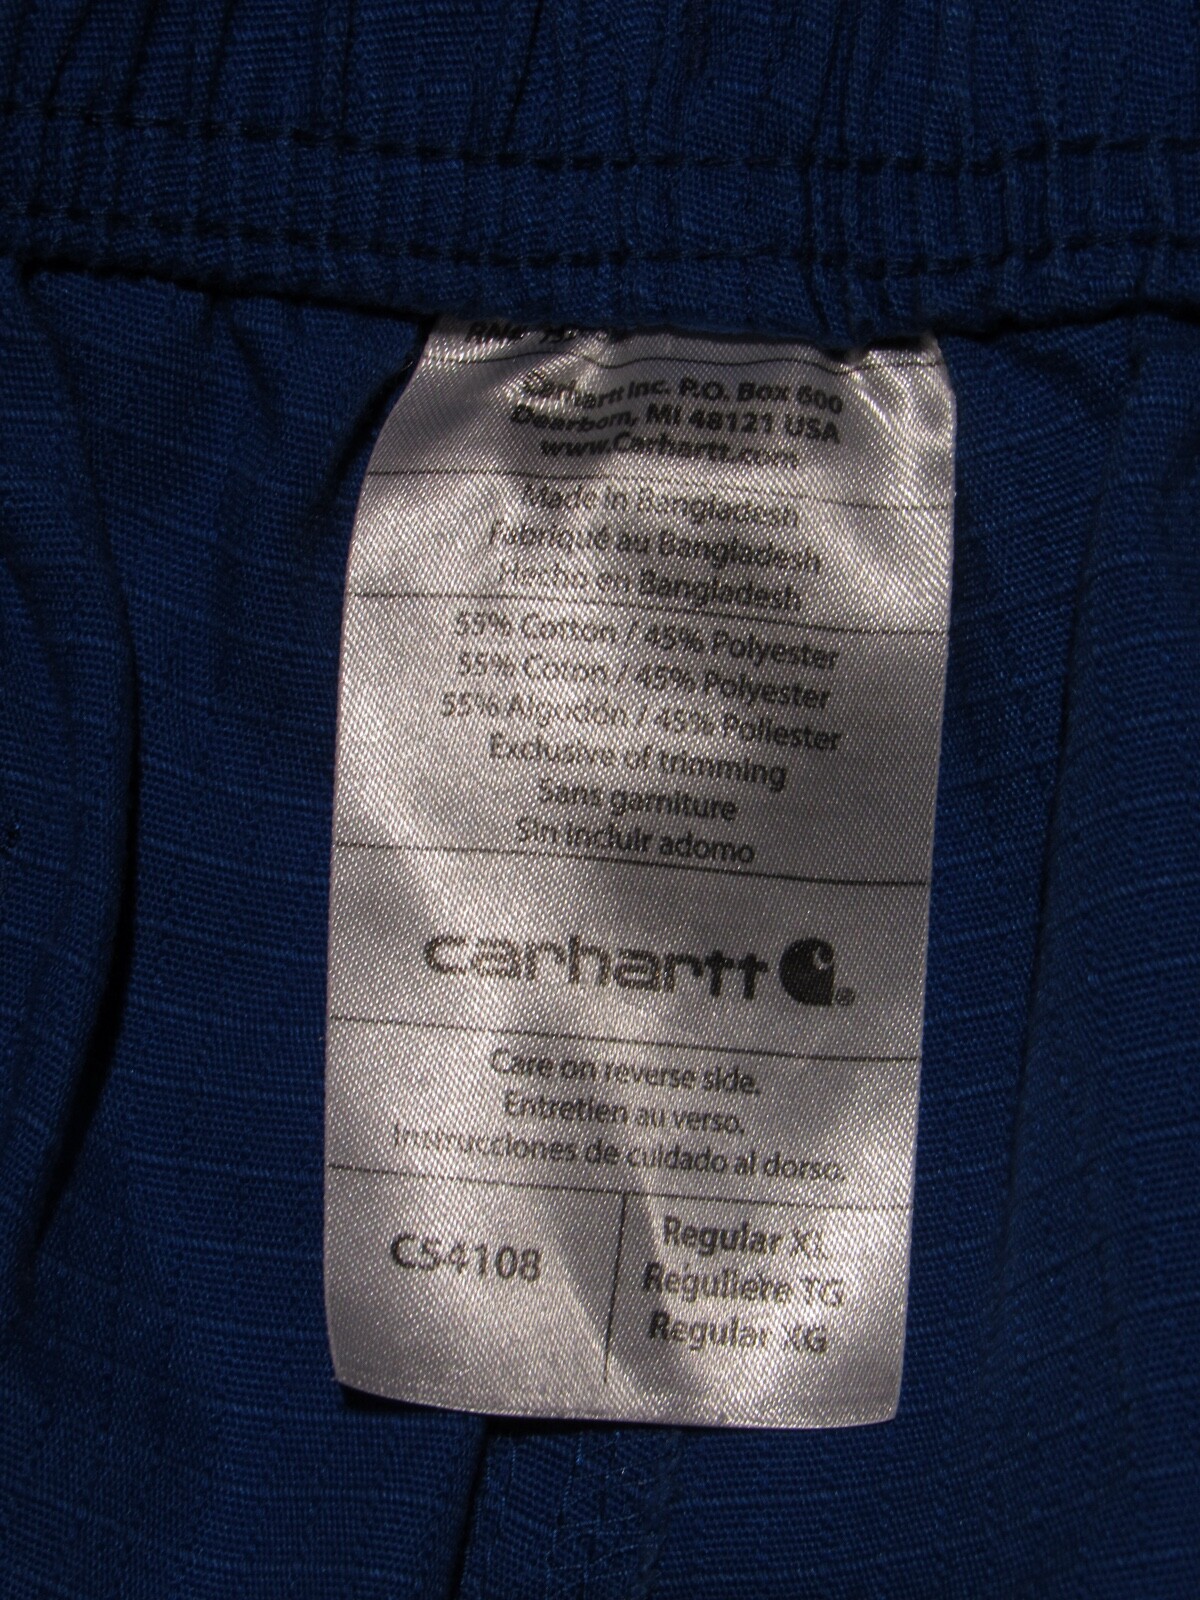 Carhartt Inc. P.O. Box 600
Dearborn, MI 48121 USA
www.Carhartt.com
Made in Bangladesh
Fabriqué au Bangladesh
Hecho en Bangladesh
55% Cotton / 45% Polyester
55% Coton / 45% Polyester
55% Algodón / 45% Poliester
Exclusive of trimming
Sans garniture
Sin incluir adorno
carhartt
Care on reverse side.
Entretien au verso.
Instrucciones de cuidado al dorso.
C54108
Regular XL
Reguliere TG
Regular XG